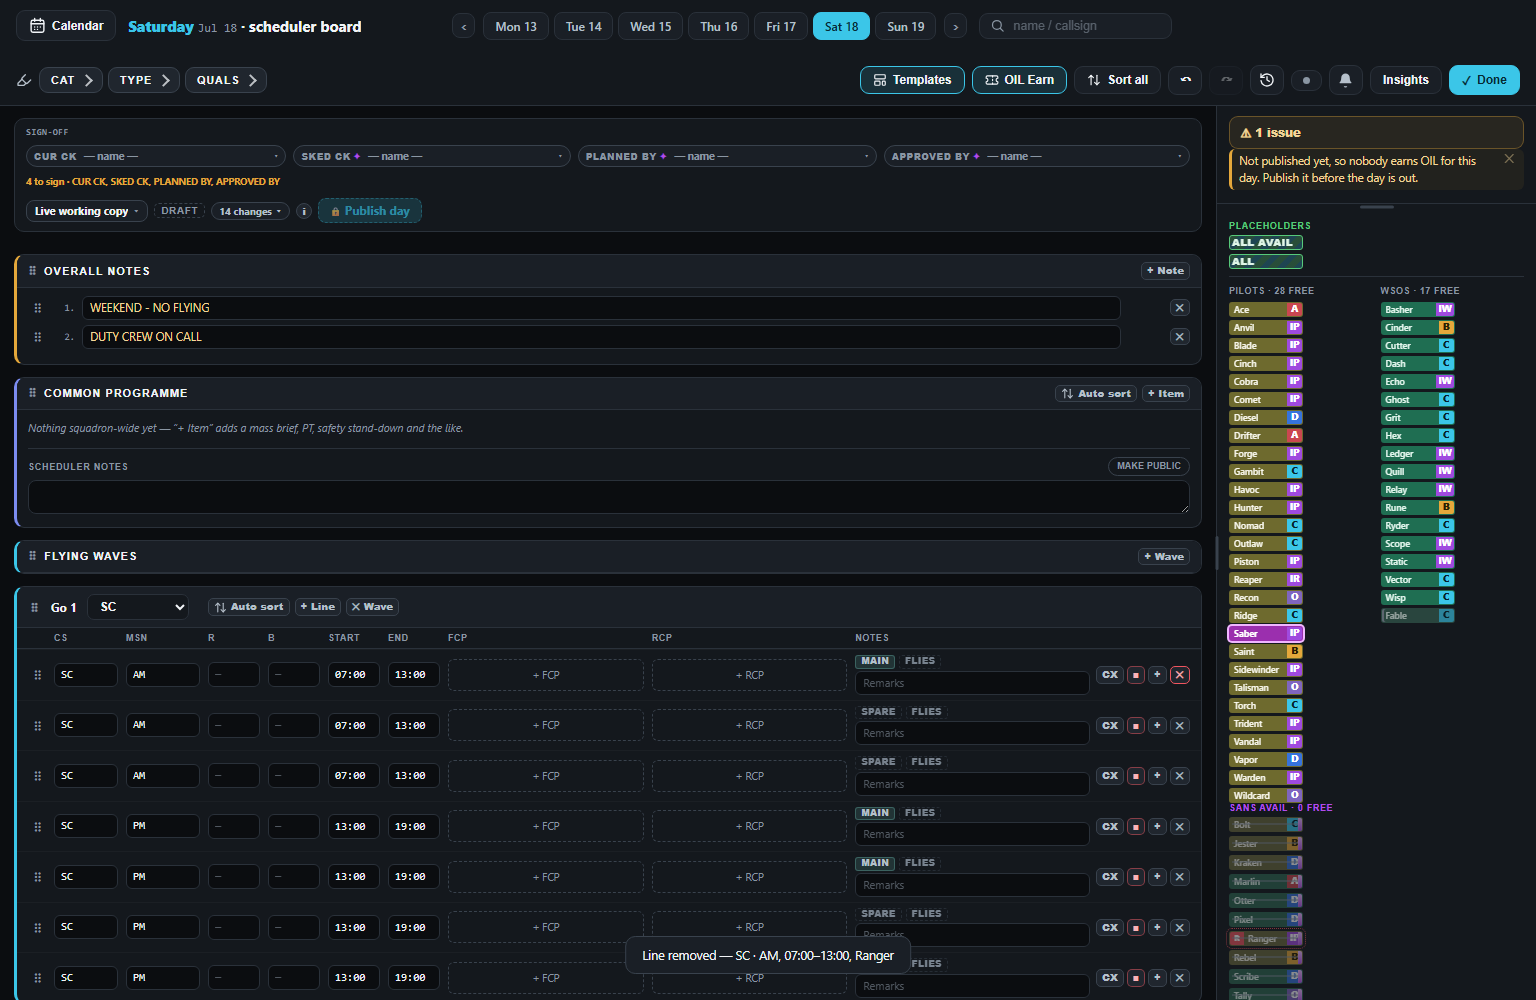 Calendar
Saturday Jul 18 · scheduler board
‹ Mon 13 Tue 14 Wed 15 Thu 16 Fri 17 Sat 18 Sun 19 ›
name / callsign
CAT TYPE QUALS
Templates OIL Earn Sort all Insights ✓ Done
SIGN-OFF
CUR CK — name — SKED CK ✦ — name — PLANNED BY ✦ — name — APPROVED BY ✦ — name —
4 to sign · CUR CK, SKED CK, PLANNED BY, APPROVED BY
Live working copy DRAFT 14 changes i Publish day
OVERALL NOTES + Note
1. WEEKEND - NO FLYING ✕
2. DUTY CREW ON CALL ✕
COMMON PROGRAMME Auto sort + Item
Nothing squadron-wide yet — "+ Item" adds a mass brief, PT, safety stand-down and the like.
SCHEDULER NOTES MAKE PUBLIC
FLYING WAVES + Wave
Go 1 SC Auto sort + Line ✕ Wave
CS MSN R B START END FCP RCP NOTES
MAIN FLIES
SC AM – – 07:00 13:00 + FCP + RCP Remarks CX + ✕
SPARE FLIES
SC AM – – 07:00 13:00 + FCP + RCP Remarks CX + ✕
SPARE FLIES
SC AM – – 07:00 13:00 + FCP + RCP Remarks CX + ✕
MAIN FLIES
SC PM – – 13:00 19:00 + FCP + RCP Remarks CX + ✕
MAIN FLIES
SC PM – – 13:00 19:00 + FCP + RCP Remarks CX + ✕
SPARE FLIES
SC PM – – 13:00 19:00 + FCP + RCP Remarks CX + ✕
FLIES
SC PM – – 13:00 19:00 + FCP + RCP Remarks CX + ✕
Line removed — SC · AM, 07:00–13:00, Ranger
⚠ 1 issue
Not published yet, so nobody earns OIL for this
day. Publish it before the day is out.
PLACEHOLDERS
ALL AVAIL
ALL
PILOTS · 28 FREE
Ace A
Anvil IP
Blade IP
Cinch IP
Cobra IP
Comet IP
Diesel D
Drifter A
Forge IP
Gambit C
Havoc IP
Hunter IP
Nomad C
Outlaw C
Piston IP
Reaper IR
Recon O
Ridge C
Saber IP
Saint B
Sidewinder IP
Talisman O
Torch C
Trident IP
Vandal IP
Vapor D
Warden IP
Wildcard O
WSOS · 17 FREE
Basher IW
Cinder B
Cutter C
Dash C
Echo IW
Ghost C
Grit C
Hex C
Ledger IW
Quill IW
Relay IW
Rune B
Ryder C
Scope IW
Static IW
Vector C
Wisp C
Fable C
SANS AVAIL · 0 FREE
Bolt C
Jester B
Kraken D
Marlin A
Otter D
Pixel D
Ranger IP
Rebel B
Scribe D
Tally O